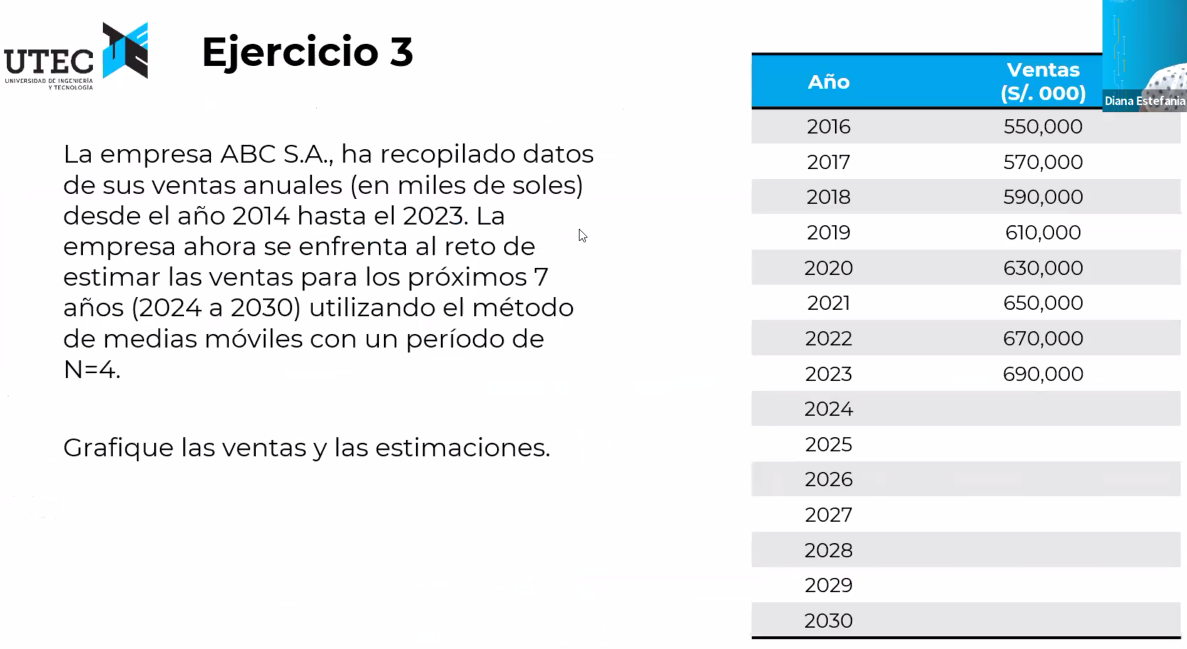 UTEC
UNIVERSIDAD DE INGENIERÍA
Y TECNOLOGÍA
Ejercicio 3
La empresa ABC S.A., ha recopilado datos
de sus ventas anuales (en miles de soles)
desde el año 2014 hasta el 2023. La
empresa ahora se enfrenta al reto de
estimar las ventas para los próximos 7
años (2024 a 2030) utilizando el método
de medias móviles con un período de
N=4.
Grafique las ventas y las estimaciones.
Año Ventas (S/. 000)
2016 550,000
2017 570,000
2018 590,000
2019 610,000
2020 630,000
2021 650,000
2022 670,000
2023 690,000
2024
2025
2026
2027
2028
2029
2030
Diana Estefania